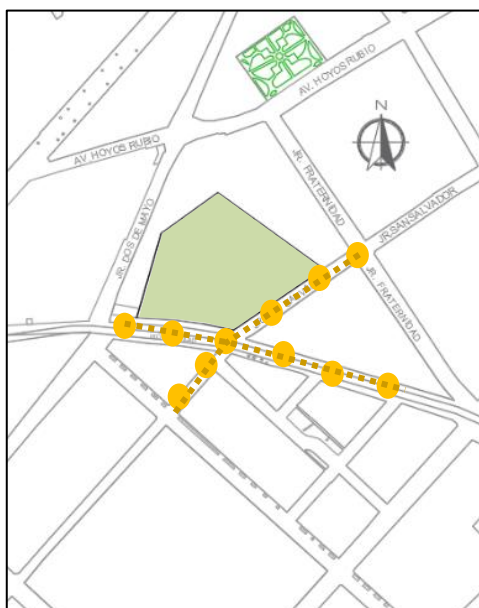 AV. HOYOS RUBIO
N
AV. HOYOS RUBIO
JR. FRATERNIDAD
JR. DOS DE MAYO
JR.SAN SALVADOR
JR. FRATERNIDAD